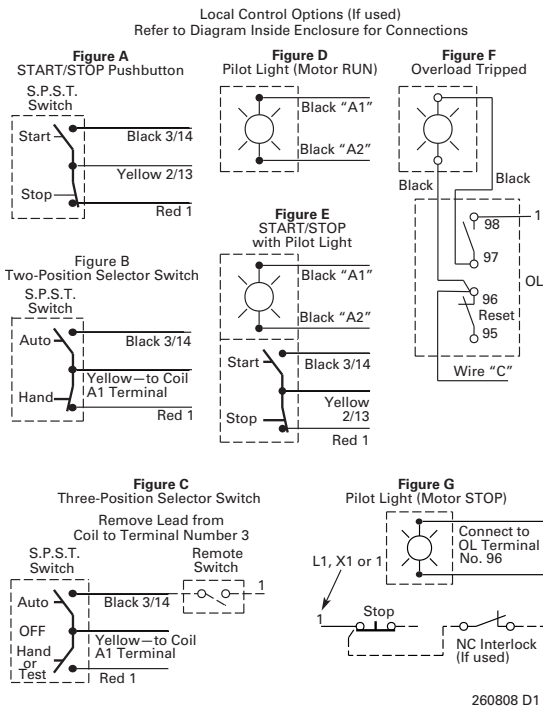 Local Control Options (If used)
Refer to Diagram Inside Enclosure for Connections
Figure A
START/STOP Pushbutton
S.P.S.T.
Switch
Start
Black 3/14
Yellow 2/13
Stop
Red 1
Figure B
Two-Position Selector Switch
S.P.S.T.
Switch
Auto
Black 3/14
Yellow—to Coil
A1 Terminal
Hand
Red 1
Figure D
Pilot Light (Motor RUN)
Black “A1”
Black “A2”
Figure E
START/STOP
with Pilot Light
Black “A1”
Black “A2”
Start
Black 3/14
Yellow
2/13
Stop
Red 1
Figure F
Overload Tripped
Black
Black
98
1
97
OL
96
Reset
95
Wire “C”
Figure C
Three-Position Selector Switch
Remove Lead from
Coil to Terminal Number 3
S.P.S.T.
Switch
Remote
Switch
Auto
Black 3/14
1
OFF
Yellow—to Coil
A1 Terminal
Hand
or
Test
Red 1
Figure G
Pilot Light (Motor STOP)
Connect to
OL Terminal
No. 96
L1, X1 or 1
1
Stop
NC Interlock
(If used)
260808 D1